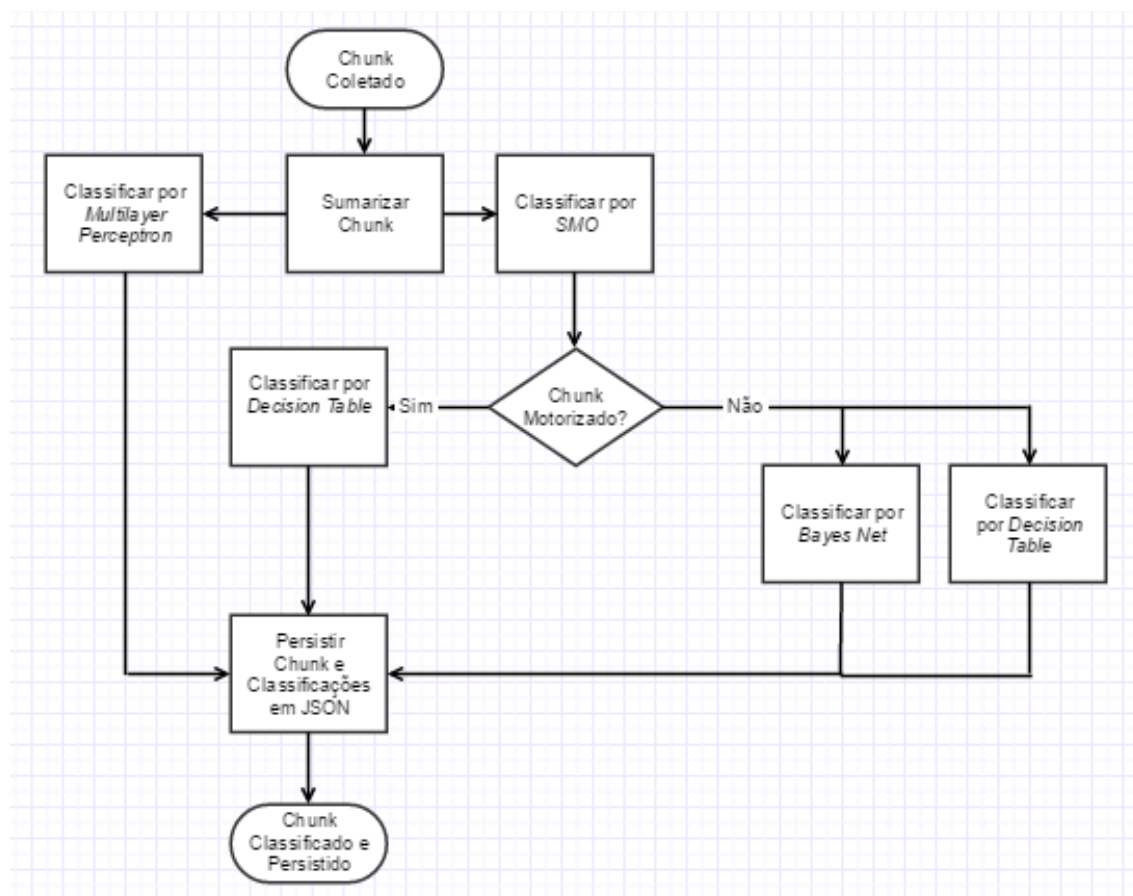 Chunk
Coletado
Classificar por
Multilayer
Perceptron
Sumarizar
Chunk
Classificar por
SMO
Classificar por
Decision Table
Sim
Chunk
Motorizado?
Não
Classificar por
Bayes Net
Classificar
por Decision
Table
Persistir
Chunk e
Classificações
em JSON
Chunk
Classificado e
Persistido